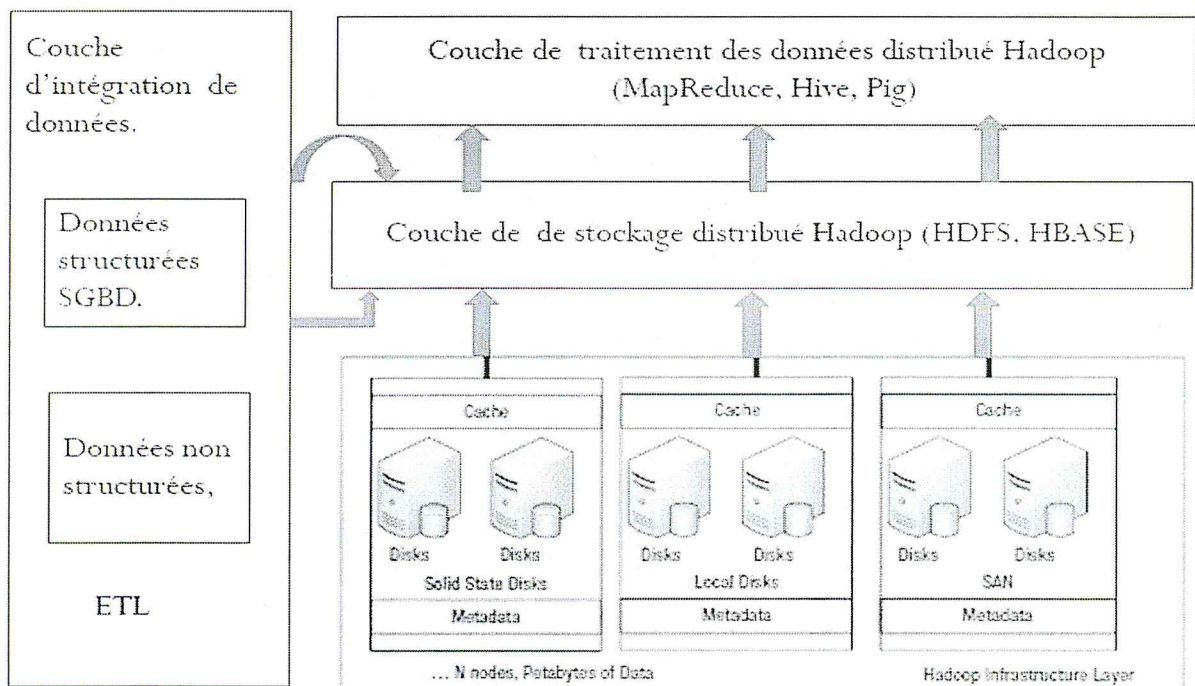 Couche
d'intégration de
données.
Données
structurées
SGBD.
Données non
structurées,
ETL
Couche de traitement des données distribué Hadoop
(MapReduce, Hive, Pig)
Couche de de stockage distribué Hadoop (HDFS, HBASE)
Cache
Disks Disks
Solid State Disks
Metadata
Cache
Disks Disks
Local Disks
Metadata
Cache
Disks Disks
SAN
Metadata
... N nodes, Petabytes of Data
Hadoop Infrastructure Layer